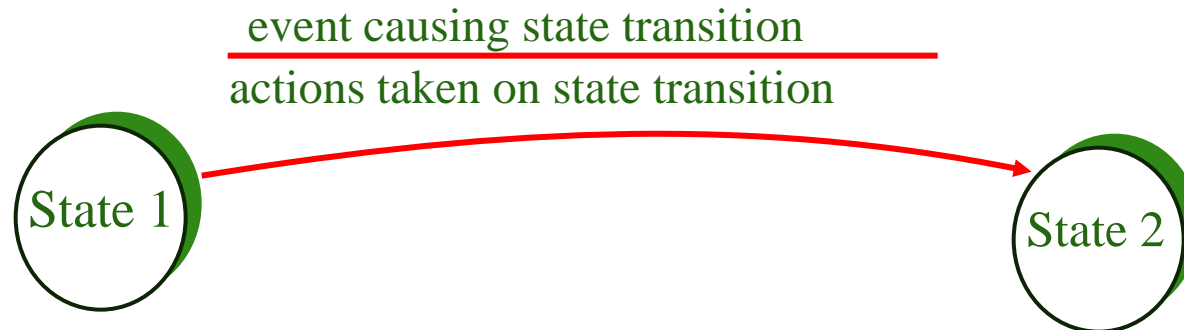 event causing state transition
actions taken on state transition
State 1
State 2